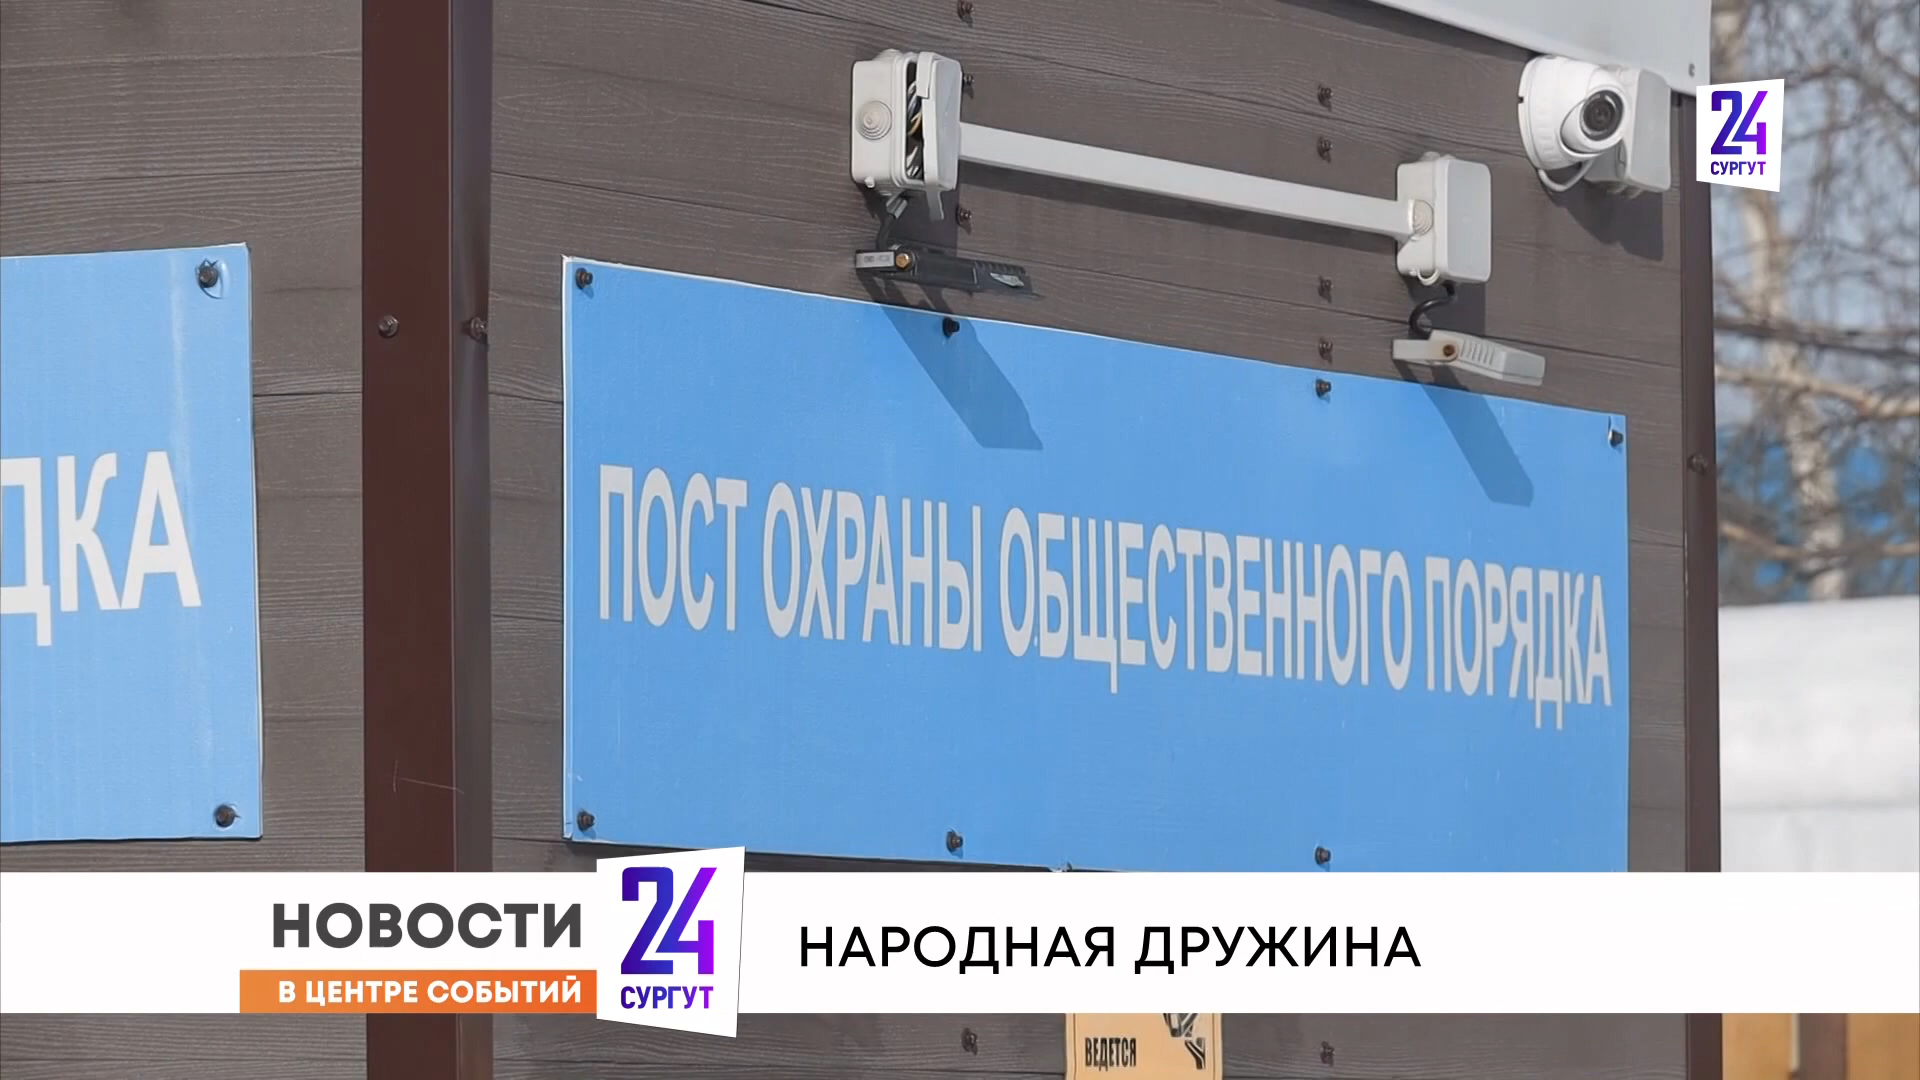 24
СУРГУТ
ДКА
ПОСТ ОХРАНЫ ОБЩЕСТВЕННОГО ПОРЯДКА
НОВОСТИ
В ЦЕНТРЕ СОБЫТИЙ
24
СУРГУТ
НАРОДНАЯ ДРУЖИНА
ВЕДЕТСЯ